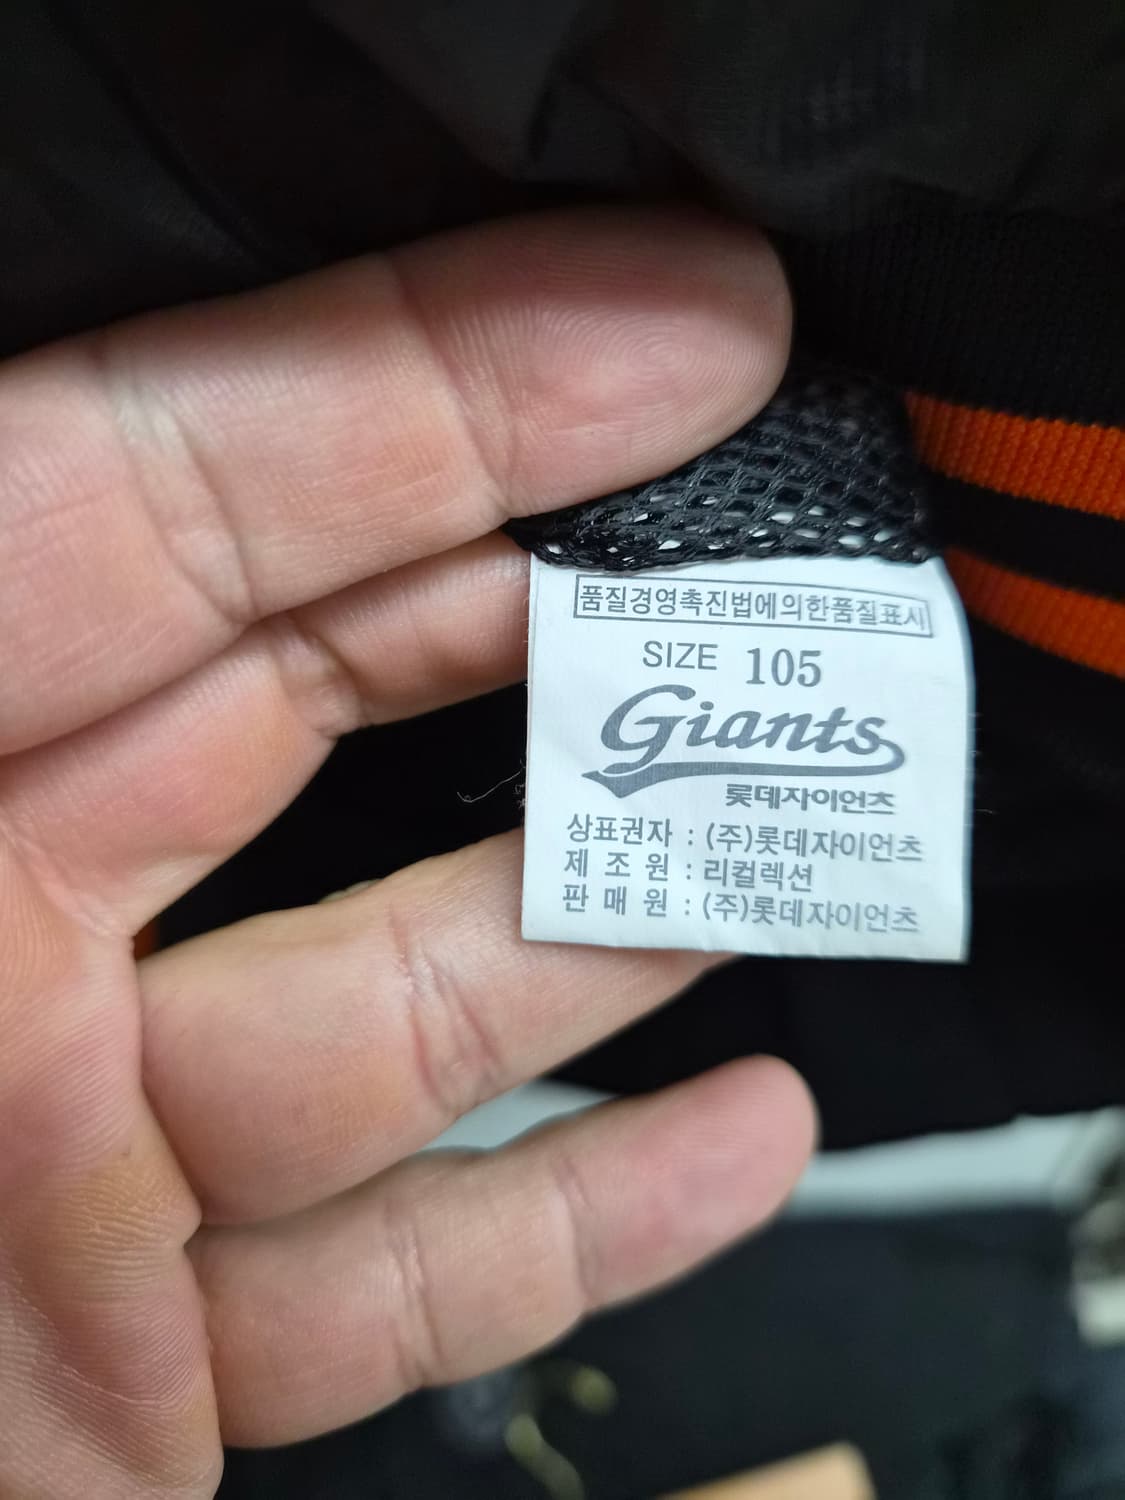 품질경영촉진법에의한품질표시
SIZE 105
Giants
롯데자이언츠
상표권자 : (주)롯데자이언츠
제 조 원 : 리컬렉션
판 매 원 : (주)롯데자이언츠